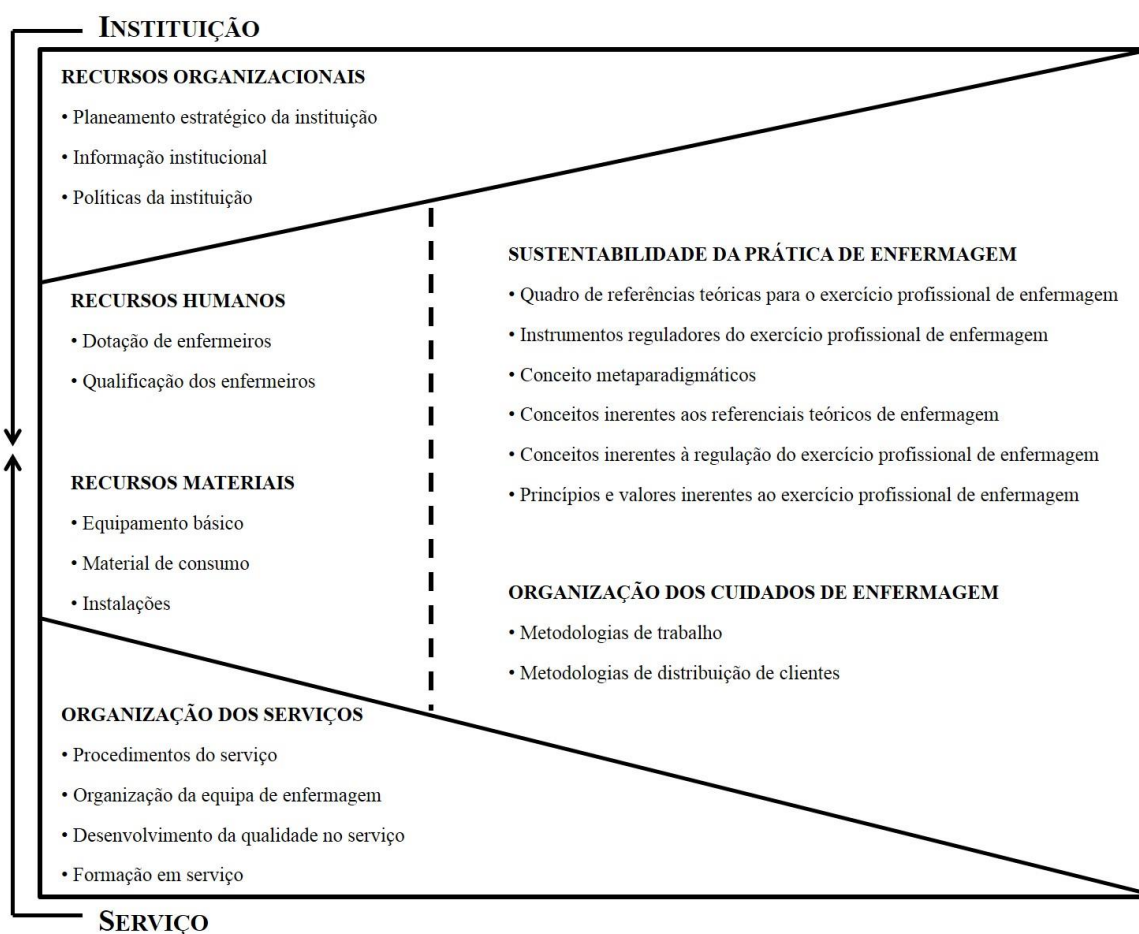 INSTITUIÇÃO
RECURSOS ORGANIZACIONAIS
• Planeamento estratégico da instituição
• Informação institucional
• Políticas da instituição
RECURSOS HUMANOS
• Dotação de enfermeiros
• Qualificação dos enfermeiros
RECURSOS MATERIAIS
• Equipamento básico
• Material de consumo
• Instalações
SUSTENTABILIDADE DA PRÁTICA DE ENFERMAGEM
• Quadro de referências teóricas para o exercício profissional de enfermagem
• Instrumentos reguladores do exercício profissional de enfermagem
• Conceito metaparadigmáticos
• Conceitos inerentes aos referenciais teóricos de enfermagem
• Conceitos inerentes à regulação do exercício profissional de enfermagem
• Princípios e valores inerentes ao exercício profissional de enfermagem
ORGANIZAÇÃO DOS CUIDADOS DE ENFERMAGEM
• Metodologias de trabalho
• Metodologias de distribuição de clientes
ORGANIZAÇÃO DOS SERVIÇOS
• Procedimentos do serviço
• Organização da equipa de enfermagem
• Desenvolvimento da qualidade no serviço
• Formação em serviço
SERVIÇO